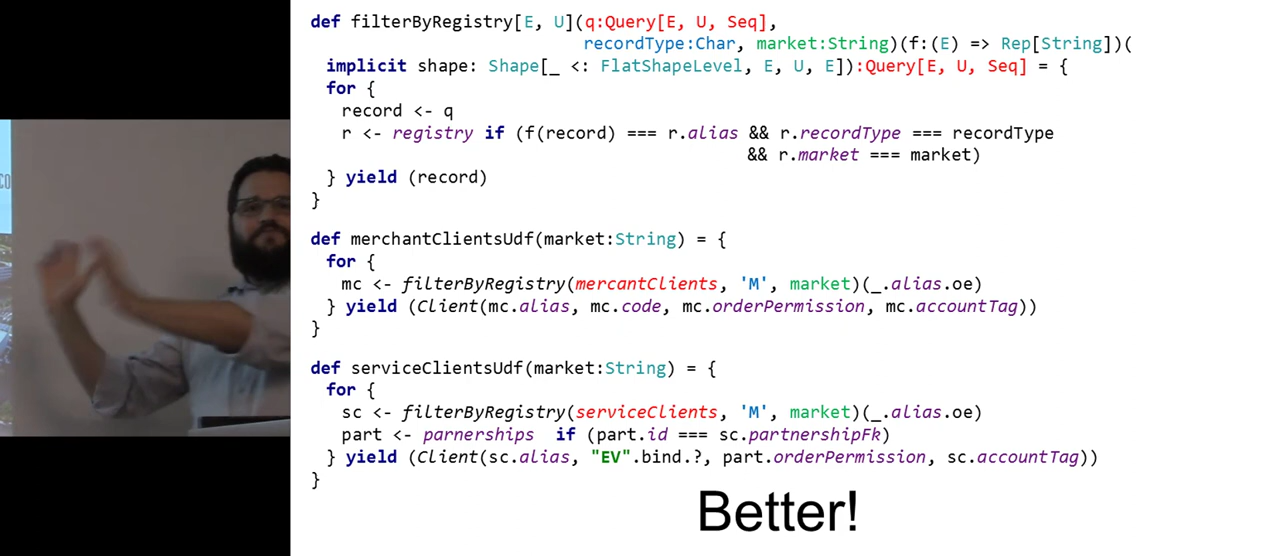 def filterByRegistry[E, U](q:Query[E, U, Seq],
recordType:Char, market:String)(f:(E) => Rep[String])(
implicit shape: Shape[_ <: FlatShapeLevel, E, U, E]):Query[E, U, Seq] = {
for {
record <- q
r <- registry if (f(record) === r.alias && r.recordType === recordType
&& r.market === market)
} yield (record)
}
def merchantClientsUdf(market:String) = {
for {
mc <- filterByRegistry(mercantClients, 'M', market)(_.alias.oe)
} yield (Client(mc.alias, mc.code, mc.orderPermission, mc.accountTag))
}
def serviceClientsUdf(market:String) = {
for {
sc <- filterByRegistry(serviceClients, 'M', market)(_.alias.oe)
part <- parnerships if (part.id === sc.partnershipFk)
} yield (Client(sc.alias, "EV".bind.?, part.orderPermission, sc.accountTag))
}
Better!